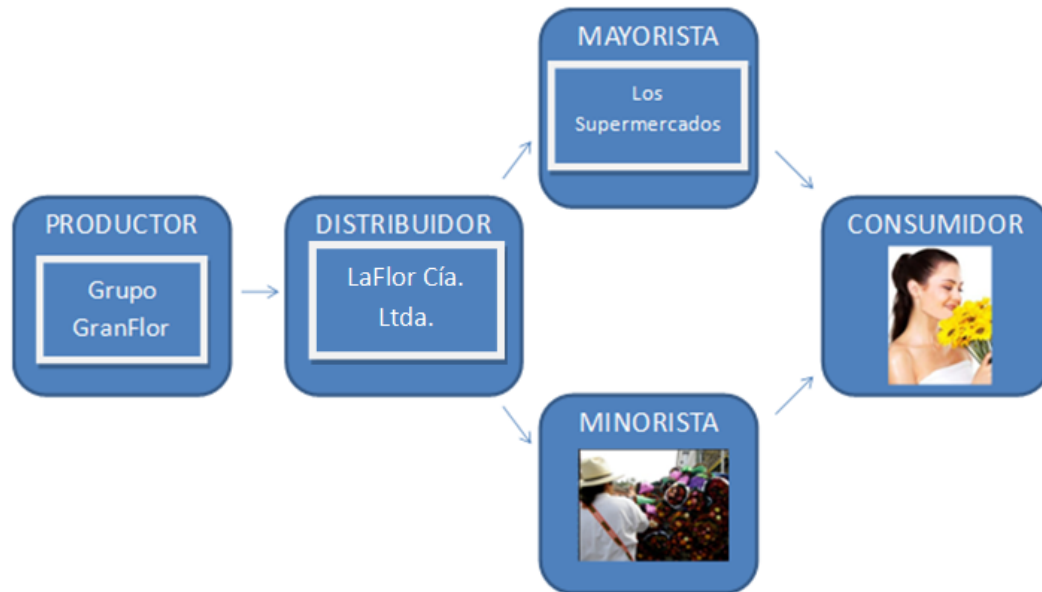 MAYORISTA
Los
Supermercados
PRODUCTOR
Grupo
GranFlor
DISTRIBUIDOR
LaFlor Cía.
Ltda.
CONSUMIDOR
MINORISTA